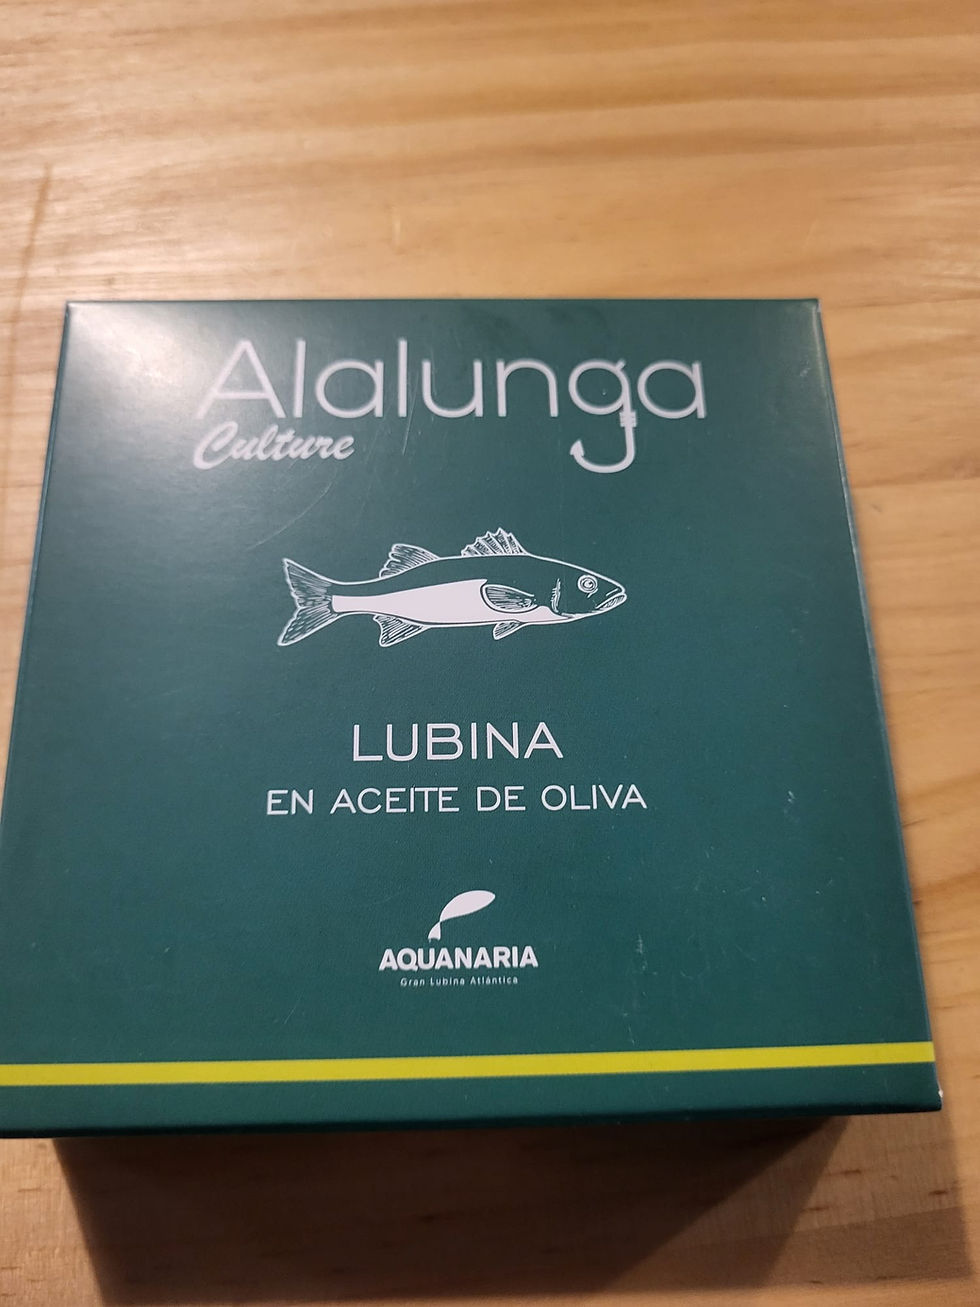 Alalunga
Culture
LUBINA
EN ACEITE DE OLIVA
AQUANARIA
Gran Lubina Atlántica